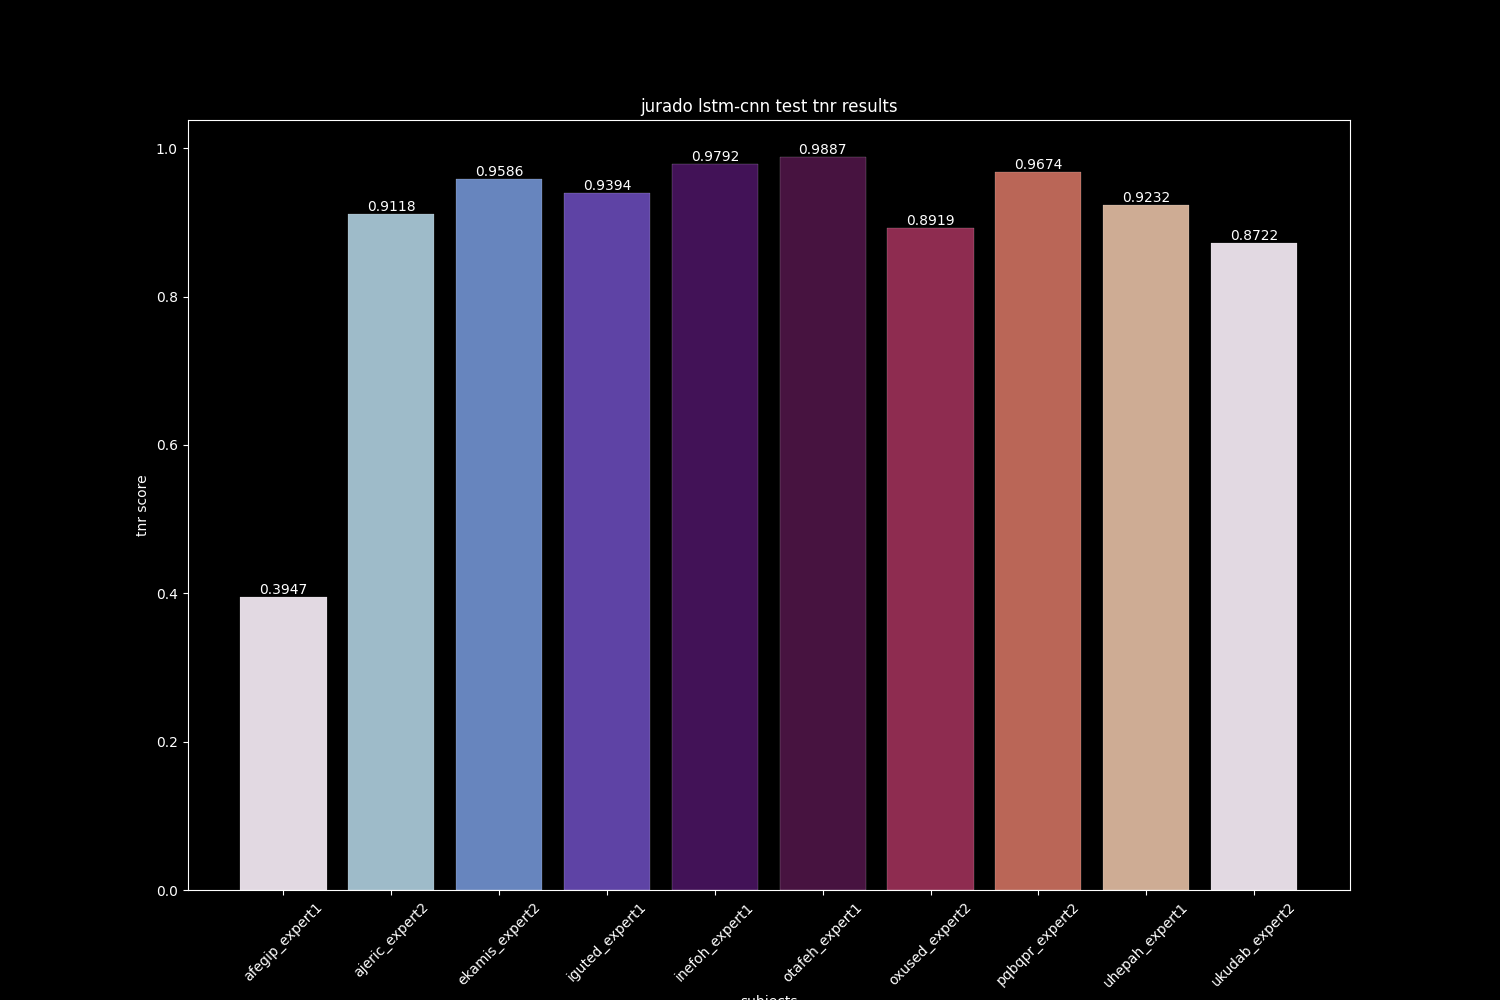 jurado lstm-cnn test tnr results
1.0
0.8
0.6
0.4
0.2
0.0
tnr score
0.3947
0.9118
0.9586
0.9394
0.9792
0.9887
0.8919
0.9674
0.9232
0.8722
afegip_expert1
ajeric_expert2
ekamis_expert2
iguted_expert1
inefoh_expert1
otafeh_expert1
oxused_expert2
pqbqpr_expert2
uhepah_expert1
ukudab_expert2
subjects